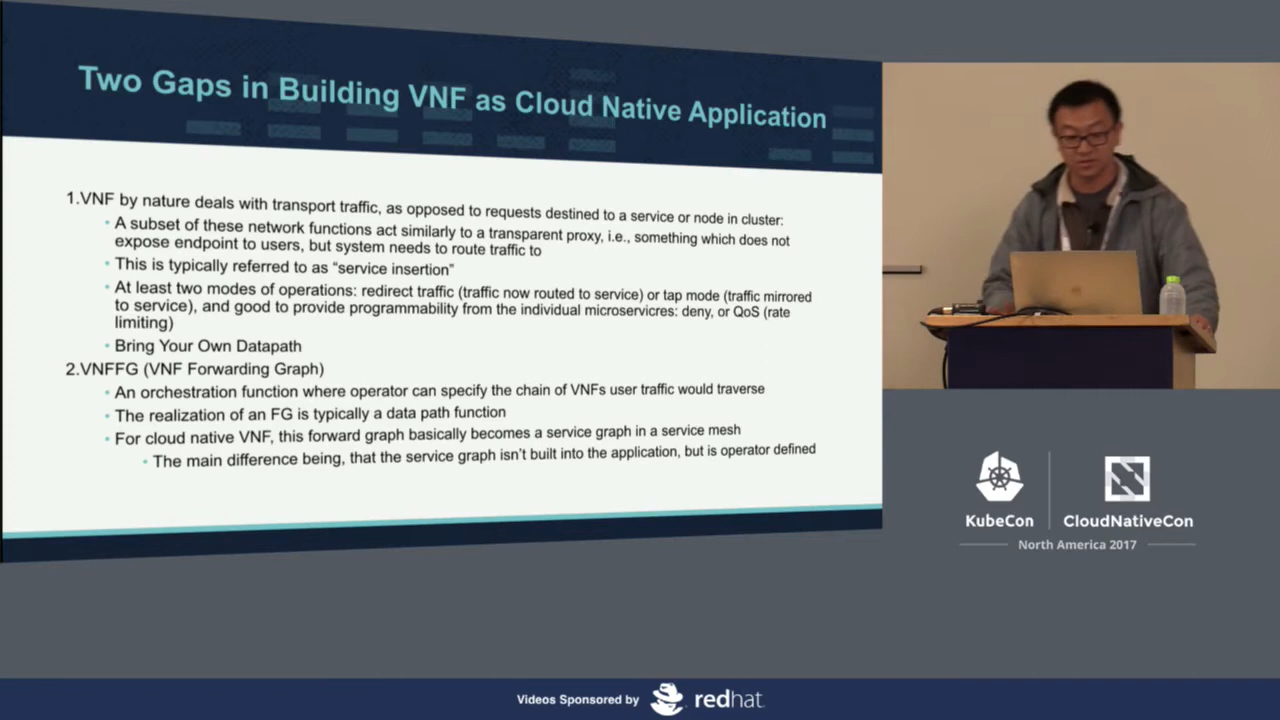 Two Gaps in Building VNF as Cloud Native Application
1.VNF by nature deals with transport traffic, as opposed to requests destined to a service or node in cluster:
• A subset of these network functions act similarly to a transparent proxy, i.e., something which does not
expose endpoint to users, but system needs to route traffic to
• This is typically referred to as “service insertion”
• At least two modes of operations: redirect traffic (traffic now routed to service) or tap mode (traffic mirrored
to service), and good to provide programmability from the individual microservircres: deny, or QoS (rate
limiting)
• Bring Your Own Datapath
2.VNFFG (VNF Forwarding Graph)
• An orchestration function where operator can specify the chain of VNFs user traffic would traverse
• The realization of an FG is typically a data path function
• For cloud native VNF, this forward graph basically becomes a service graph in a service mesh
• The main difference being, that the service graph isn’t built into the application, but is operator defined
KubeCon
CloudNativeCon
North America 2017
Videos Sponsored by
redhat.